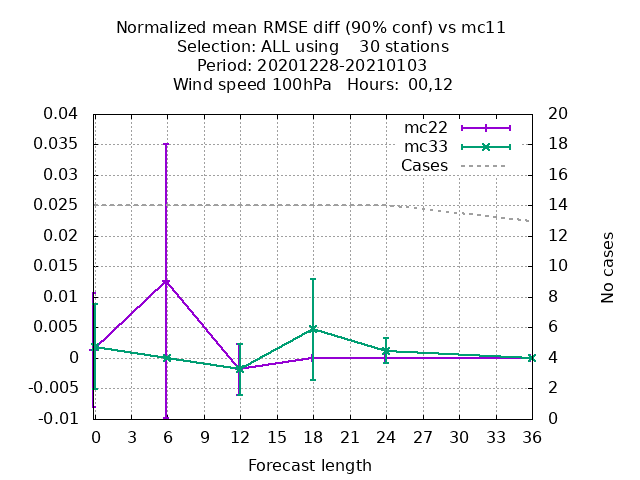 Normalized mean RMSE diff (90% conf) vs mc11
Selection: ALL using    30 stations
Period: 20201228-20210103
Wind speed 100hPa   Hours: 00,12
0.04
0.035
0.03
0.025
0.02
0.015
0.01
0.005
0
-0.005
-0.01
mc22
mc33
Cases
20
18
16
14
12
10
8
6
4
2
0
No cases
0 3 6 9 12 15 18 21 24 27 30 33 36
Forecast length